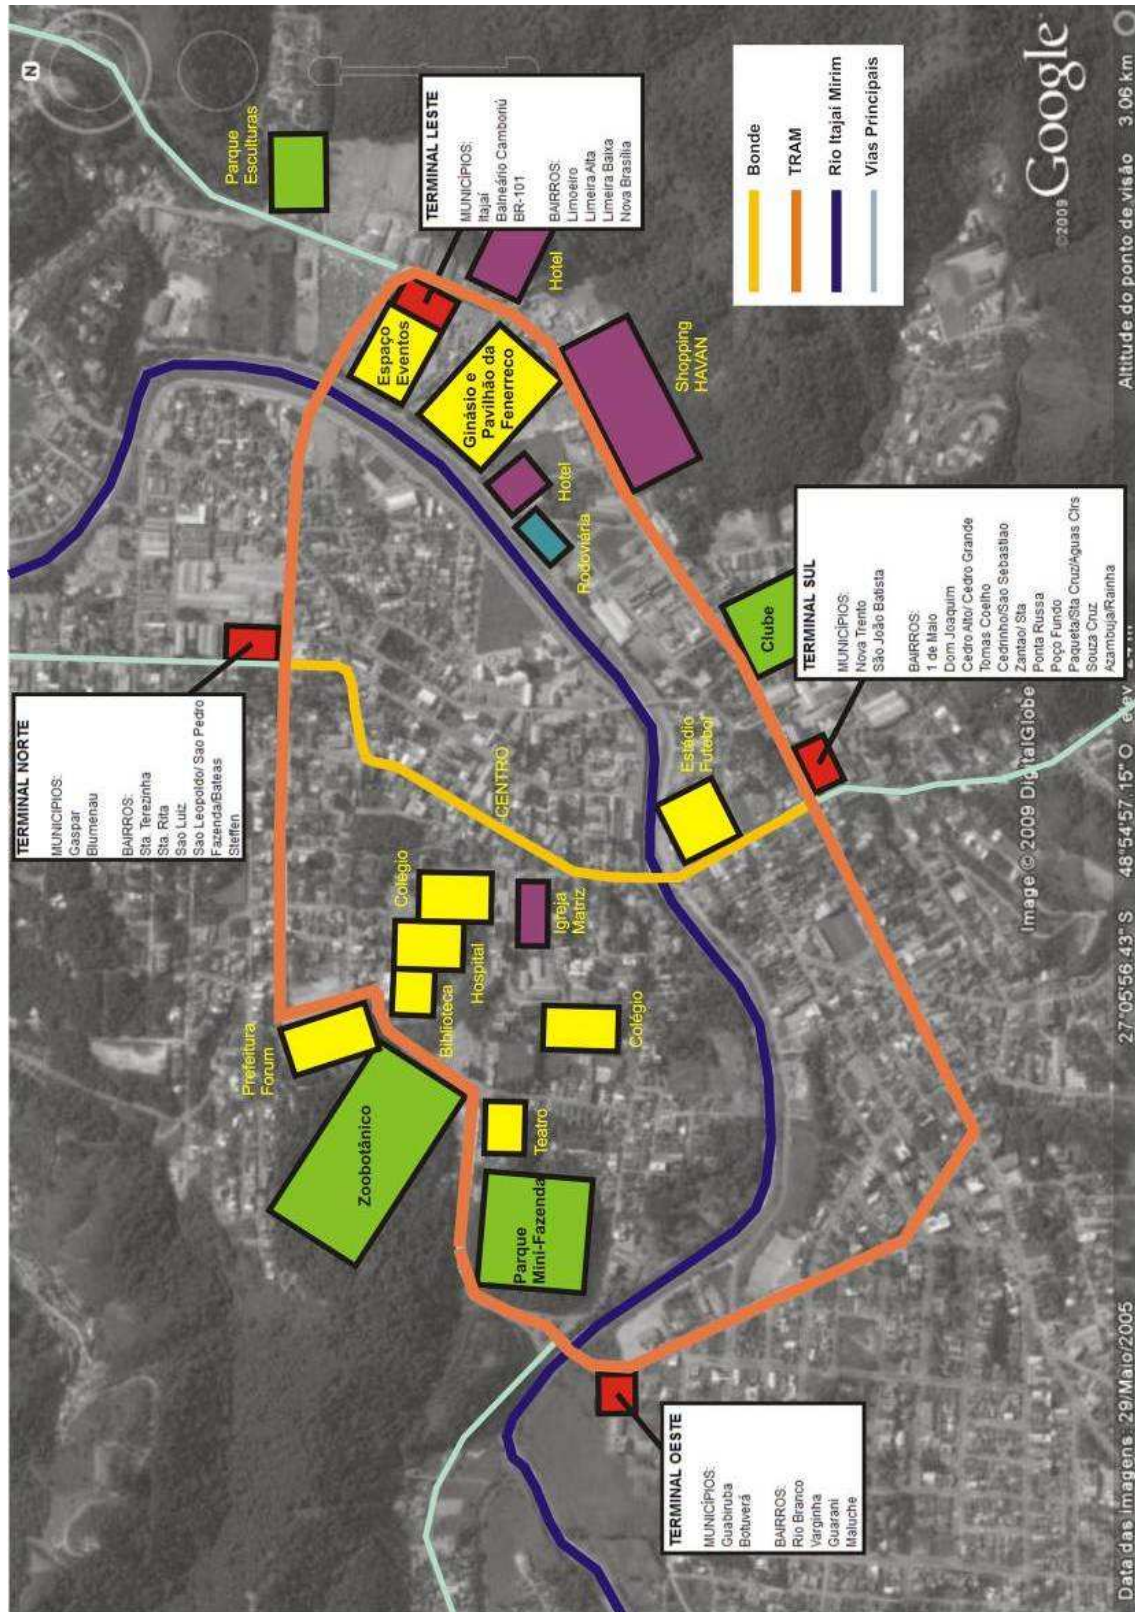 N
Parque
Esculturas
TERMINAL LESTE
MUNICÍPIOS:
Itajaí
Balneário Camboriú
BR-101
BAIRROS:
Limoeiro
Limeira Alta
Limeira Baixa
Nova Brasília
Hotel
Espaço
Eventos
Ginásio e
Pavilhão da
Fenerreco
Shopping
HAVAN
Hotel
Rodoviária
Bonde
TRAM
Rio Itajaí Mirim
Vias Principais
TERMINAL NORTE
MUNICÍPIOS:
Gaspar
Blumenau
BAIRROS:
Sta. Terezinha
Sta. Rita
Sao Luiz
Sao Leopoldo/ Sao Pedro
Fazenda/Bateas
Steffen
CENTRO
Clube
Estádio
Futebol
TERMINAL SUL
MUNICÍPIOS:
Nova Trento
São João Batista
BAIRROS:
1 de Maio
Dom Joaquim
Cedro Alto/ Cedro Grande
Tomas Coelho
Cedrinho/Sao Sebastiao
Zantao/ Sta
Ponta Russa
Poço Fundo
Paqueta/Sta Cruz/Aguas Clrs
Souza Cruz
Azambuja/Rainha
Colégio
Hospital
Biblioteca
Igreja
Matriz
Colégio
Prefeitura
Forum
Zoobotânico
Teatro
Parque
Mini-Fazenda
TERMINAL OESTE
MUNICÍPIOS:
Guabiruba
Botuverá
BAIRROS:
Rio Branco
Varginha
Guarani
Maluche
Image © 2009 DigitalGlobe
©2009 Google
Data das imagens: 29/Maio/2005 27°05'56.43" S 48°54'57.15" O elev 24 m Altitude do ponto de visão 3.06 km